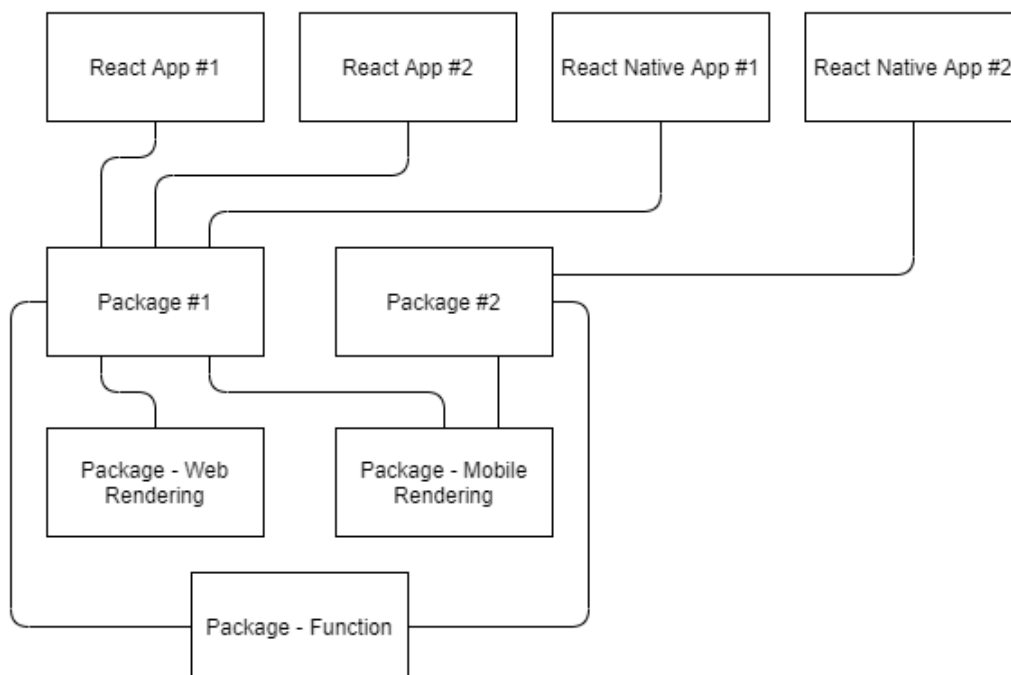 React App #1
React App #2
React Native App #1
React Native App #2
Package #1
Package #2
Package - Web
Rendering
Package - Mobile
Rendering
Package - Function